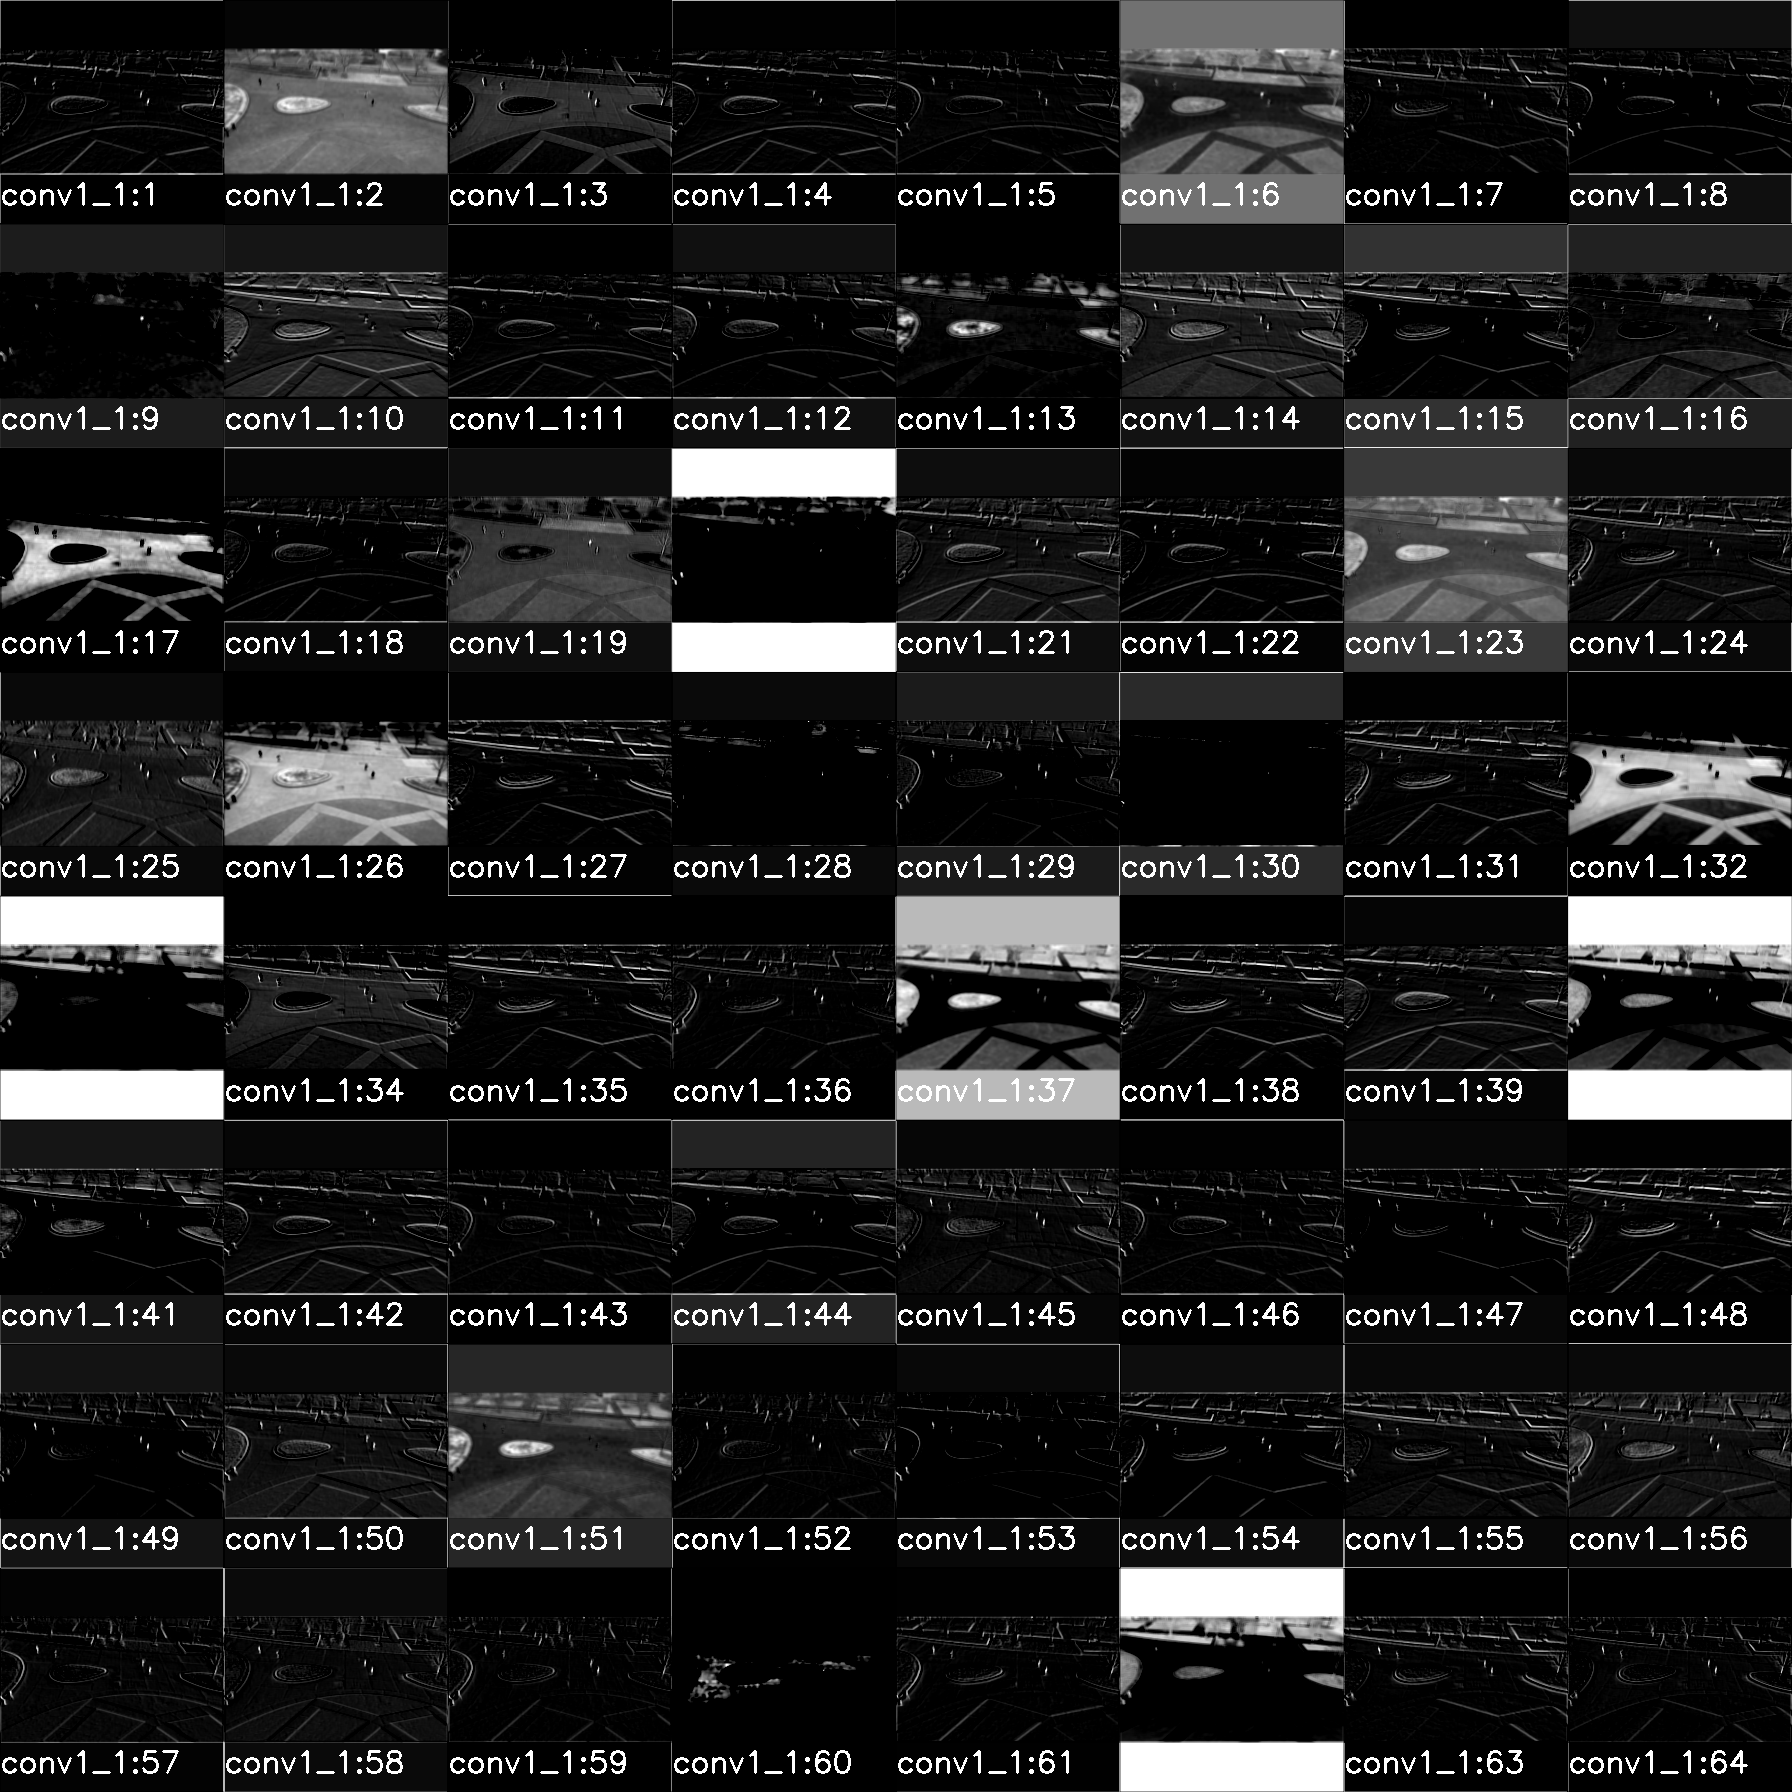 conv1_1:1 conv1_1:2 conv1_1:3 conv1_1:4 conv1_1:5 conv1_1:6 conv1_1:7 conv1_1:8
conv1_1:9 conv1_1:10 conv1_1:11 conv1_1:12 conv1_1:13 conv1_1:14 conv1_1:15 conv1_1:16
conv1_1:17 conv1_1:18 conv1_1:19 conv1_1:21 conv1_1:22 conv1_1:23 conv1_1:24
conv1_1:25 conv1_1:26 conv1_1:27 conv1_1:28 conv1_1:29 conv1_1:30 conv1_1:31 conv1_1:32
conv1_1:34 conv1_1:35 conv1_1:36 conv1_1:37 conv1_1:38 conv1_1:39
conv1_1:41 conv1_1:42 conv1_1:43 conv1_1:44 conv1_1:45 conv1_1:46 conv1_1:47 conv1_1:48
conv1_1:49 conv1_1:50 conv1_1:51 conv1_1:52 conv1_1:53 conv1_1:54 conv1_1:55 conv1_1:56
conv1_1:57 conv1_1:58 conv1_1:59 conv1_1:60 conv1_1:61 conv1_1:63 conv1_1:64